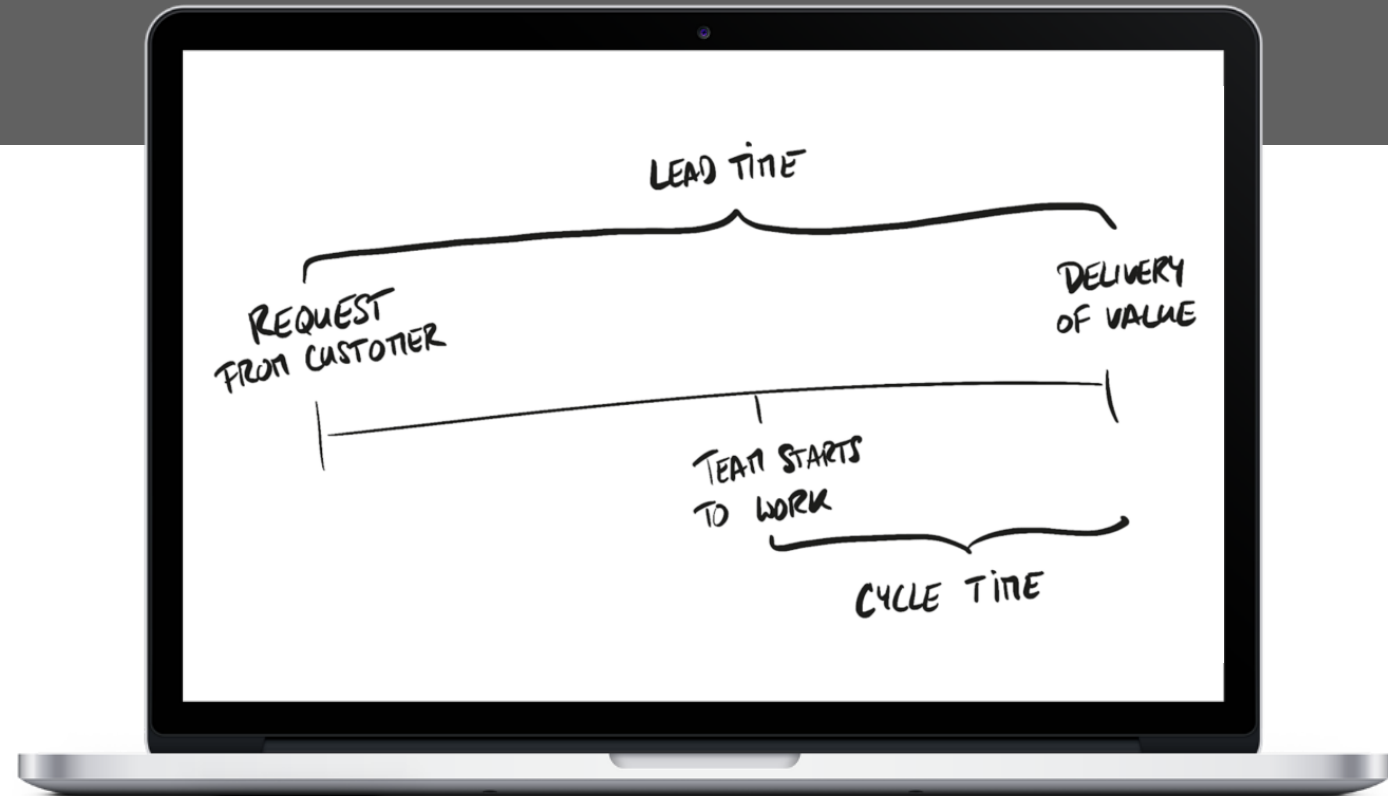 LEAD TIME
REQUEST
FROM CUSTOMER
DELIVERY
OF VALUE
TEAM STARTS
TO WORK
CYCLE TIME